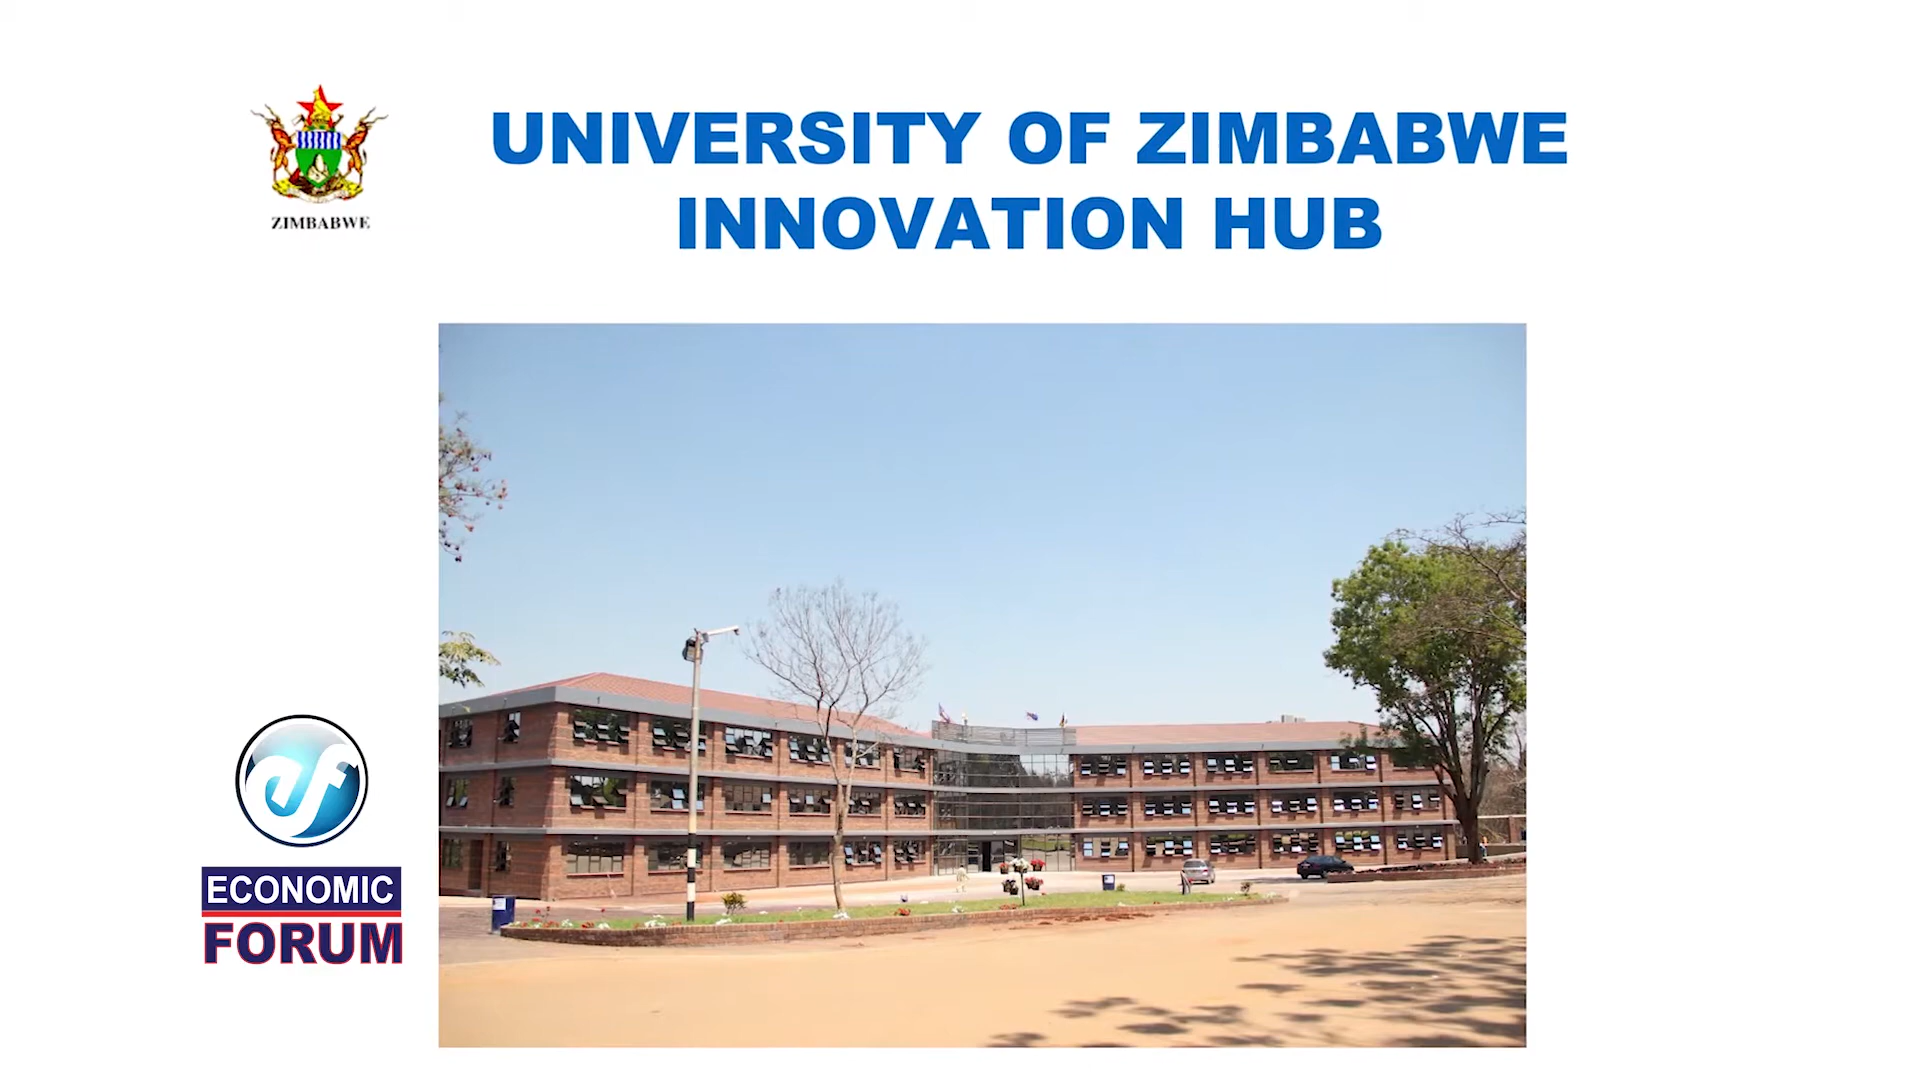 UNIVERSITY OF ZIMBABWE
INNOVATION HUB
ZIMBABWE
ECONOMIC
FORUM